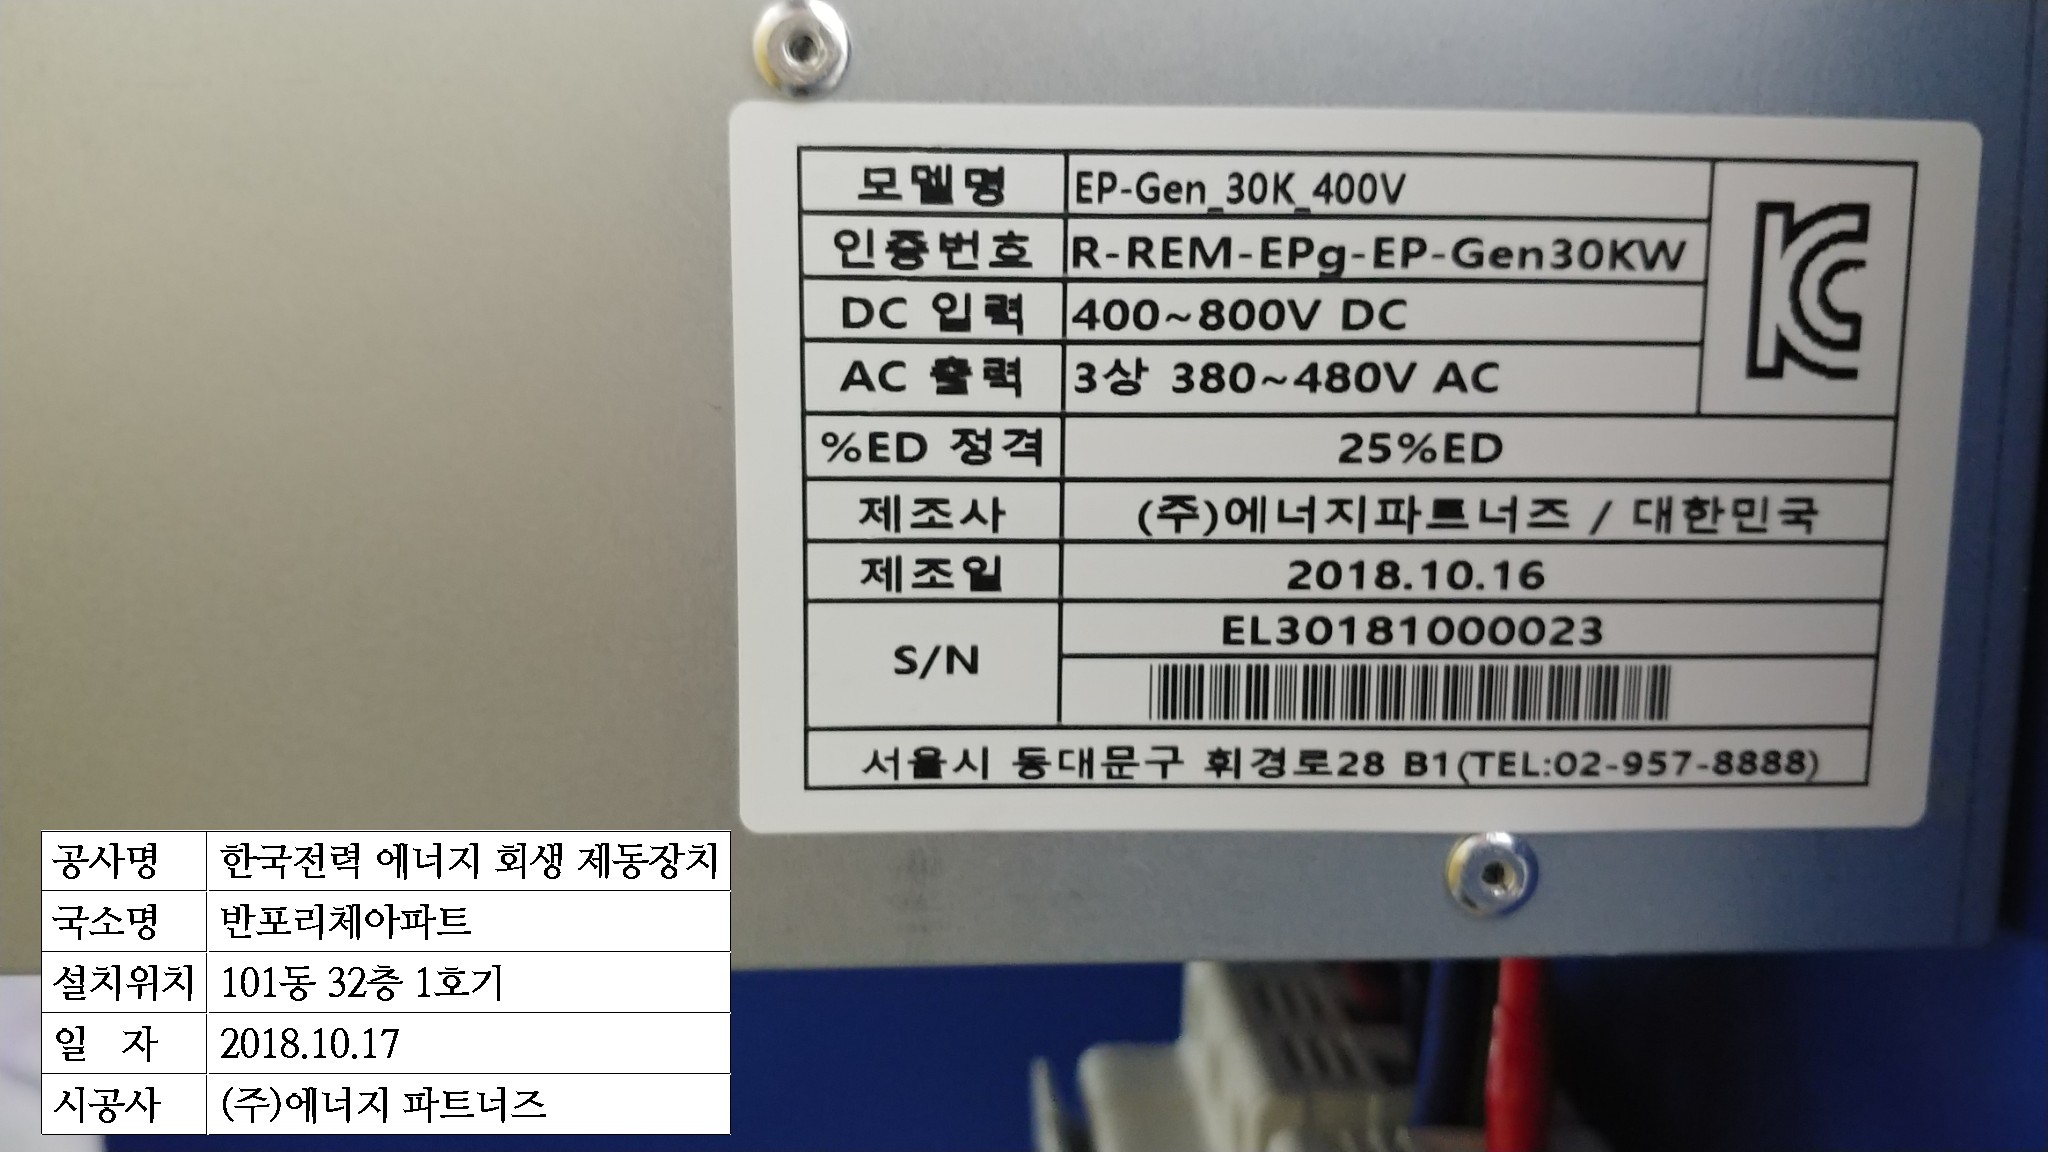 모델명 EP-Gen_30K_400V
인증번호 R-REM-EPg-EP-Gen30KW
DC 입력 400~800V DC
AC 출력 3상 380~480V AC
%ED 정격 25%ED
제조사 (주)에너지파트너즈 / 대한민국
제조일 2018.10.16
S/N EL30181000023
서울시 동대문구 휘경로28 B1(TEL:02-957-8888)
KC
공사명 한국전력 에너지 회생 제동장치
국소명 반포리체아파트
설치위치 101동 32층 1호기
일 자 2018.10.17
시공사 (주)에너지 파트너즈